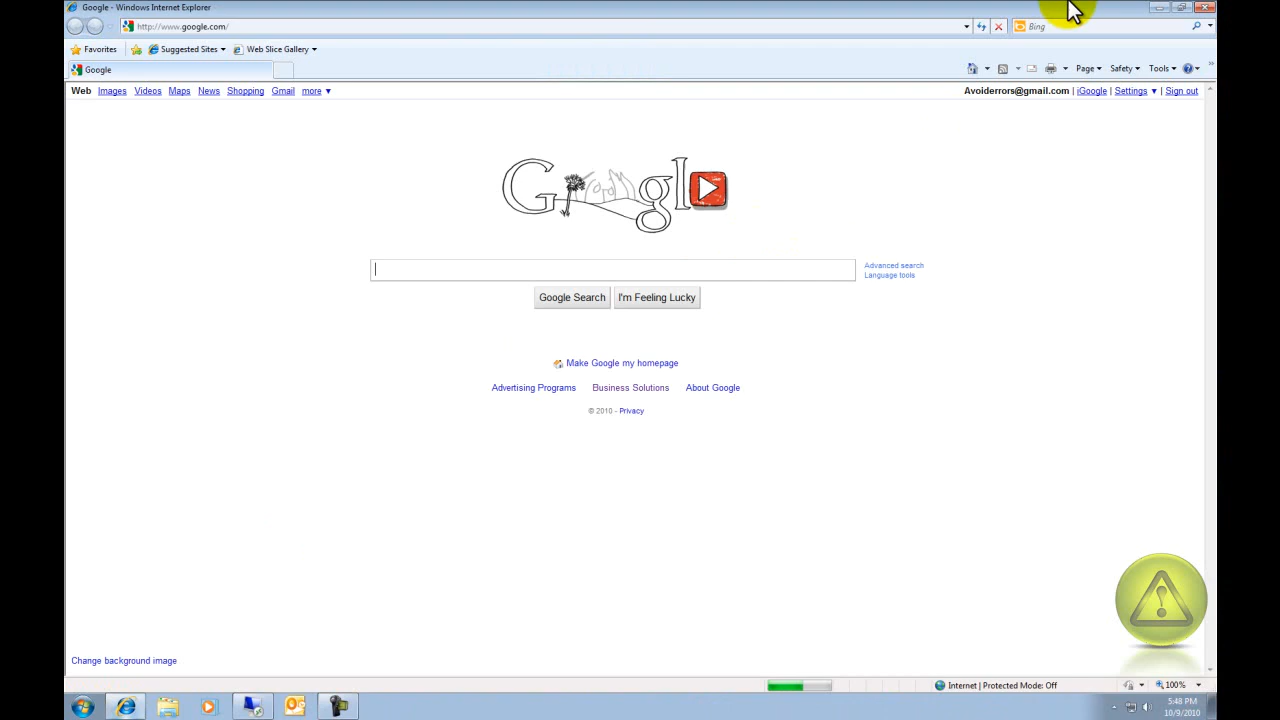 Google - Windows Internet Explorer
http://www.google.com/
Bing
Favorites
Suggested Sites
Web Slice Gallery
Google
Page
Safety
Tools
Web Images Videos Maps News Shopping Gmail more ▼
Avoiderrors@gmail.com | iGoogle | Settings ▼ | Sign out
Google
Advanced search
Language tools
Google Search
I'm Feeling Lucky
Make Google my homepage
Advertising Programs Business Solutions About Google
© 2010 - Privacy
Change background image
Internet | Protected Mode: Off
100%
5:48 PM
10/9/2010